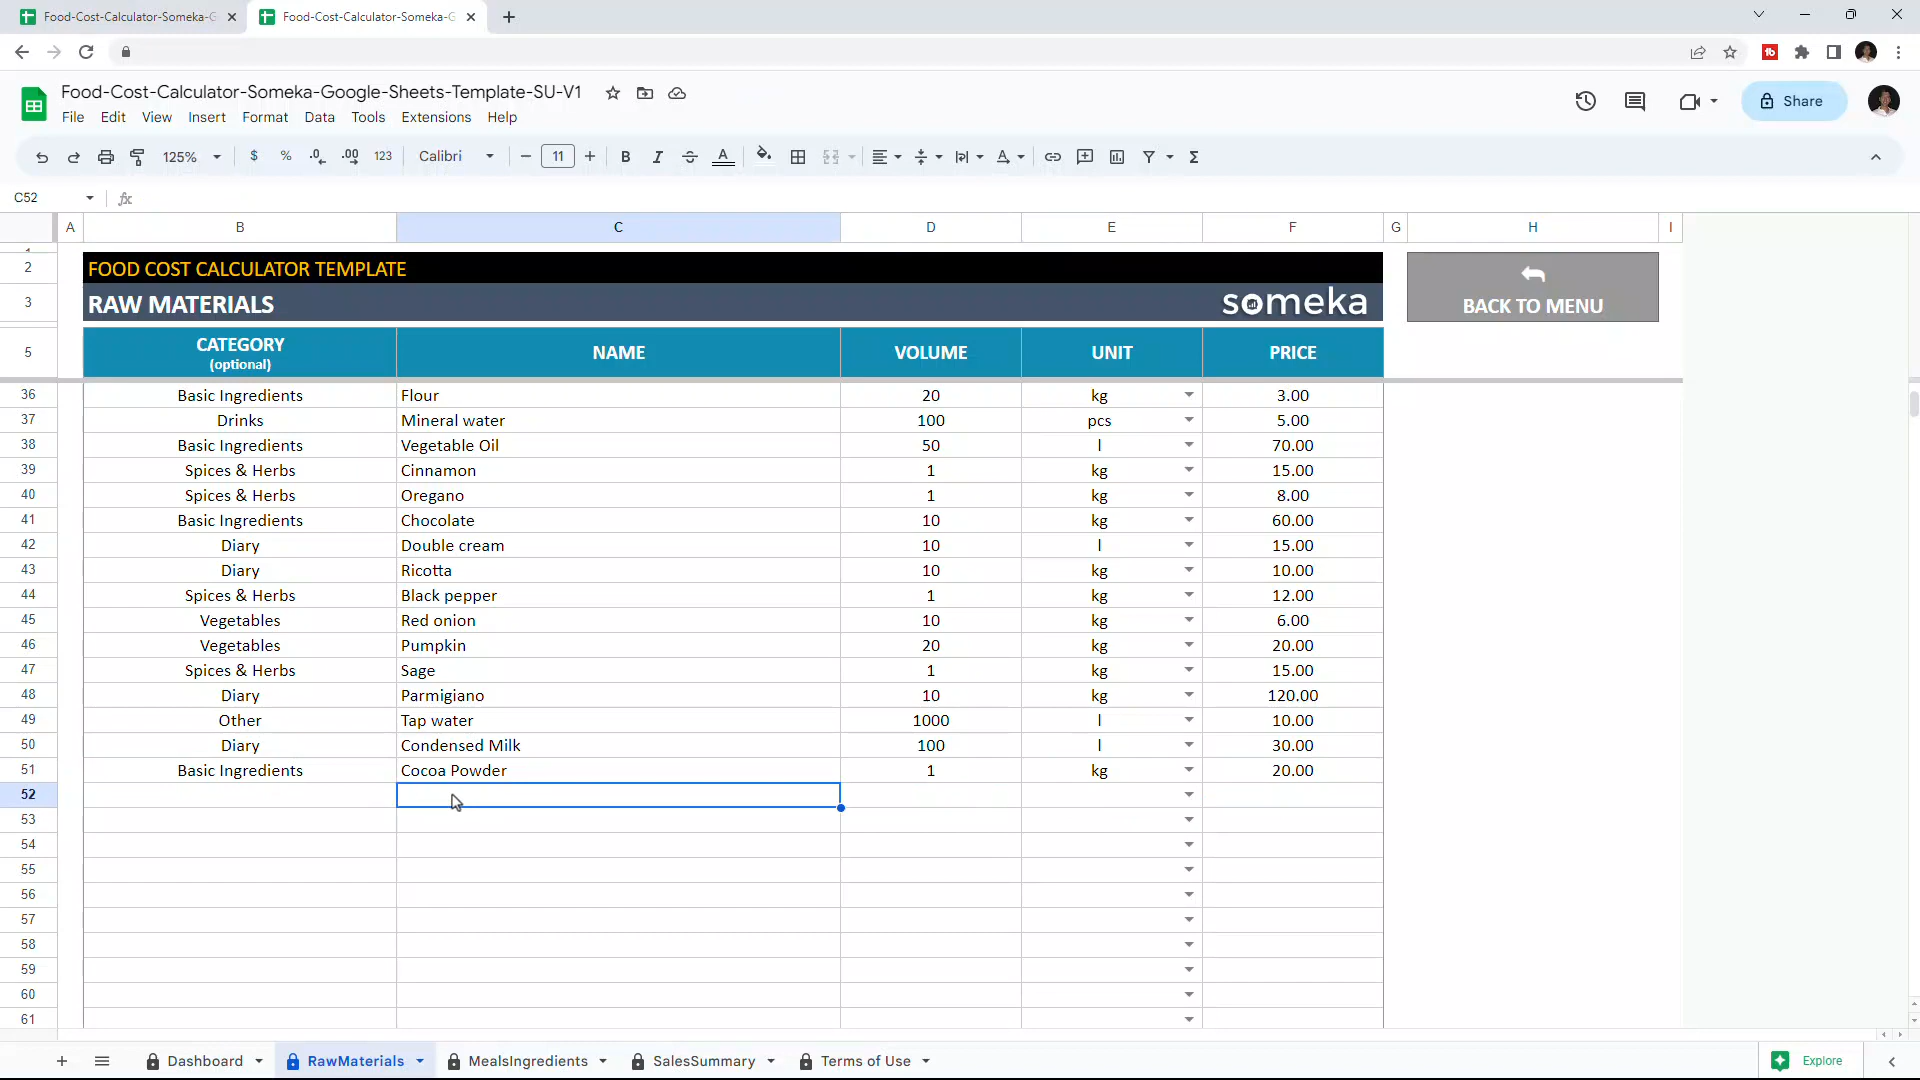 Food-Cost-Calculator-Someka-G
Food-Cost-Calculator-Someka-G
Food-Cost-Calculator-Someka-Google-Sheets-Template-SU-V1
File Edit View Insert Format Data Tools Extensions Help
Share
125% $ % .0 .00 123 Calibri 11 B I S A
C52 fx
A B C D E F G H I
1
2 FOOD COST CALCULATOR TEMPLATE
3 RAW MATERIALS someka BACK TO MENU
5 CATEGORY NAME VOLUME UNIT PRICE
(optional)
36 Basic Ingredients Flour 20 kg 3.00
37 Drinks Mineral water 100 pcs 5.00
38 Basic Ingredients Vegetable Oil 50 l 70.00
39 Spices & Herbs Cinnamon 1 kg 15.00
40 Spices & Herbs Oregano 1 kg 8.00
41 Basic Ingredients Chocolate 10 kg 60.00
42 Diary Double cream 10 l 15.00
43 Diary Ricotta 10 kg 10.00
44 Spices & Herbs Black pepper 1 kg 12.00
45 Vegetables Red onion 10 kg 6.00
46 Vegetables Pumpkin 20 kg 20.00
47 Spices & Herbs Sage 1 kg 15.00
48 Diary Parmigiano 10 kg 120.00
49 Other Tap water 1000 l 10.00
50 Diary Condensed Milk 100 l 30.00
51 Basic Ingredients Cocoa Powder 1 kg 20.00
52
53
54
55
56
57
58
59
60
61
Dashboard RawMaterials MealsIngredients SalesSummary Terms of Use Explore